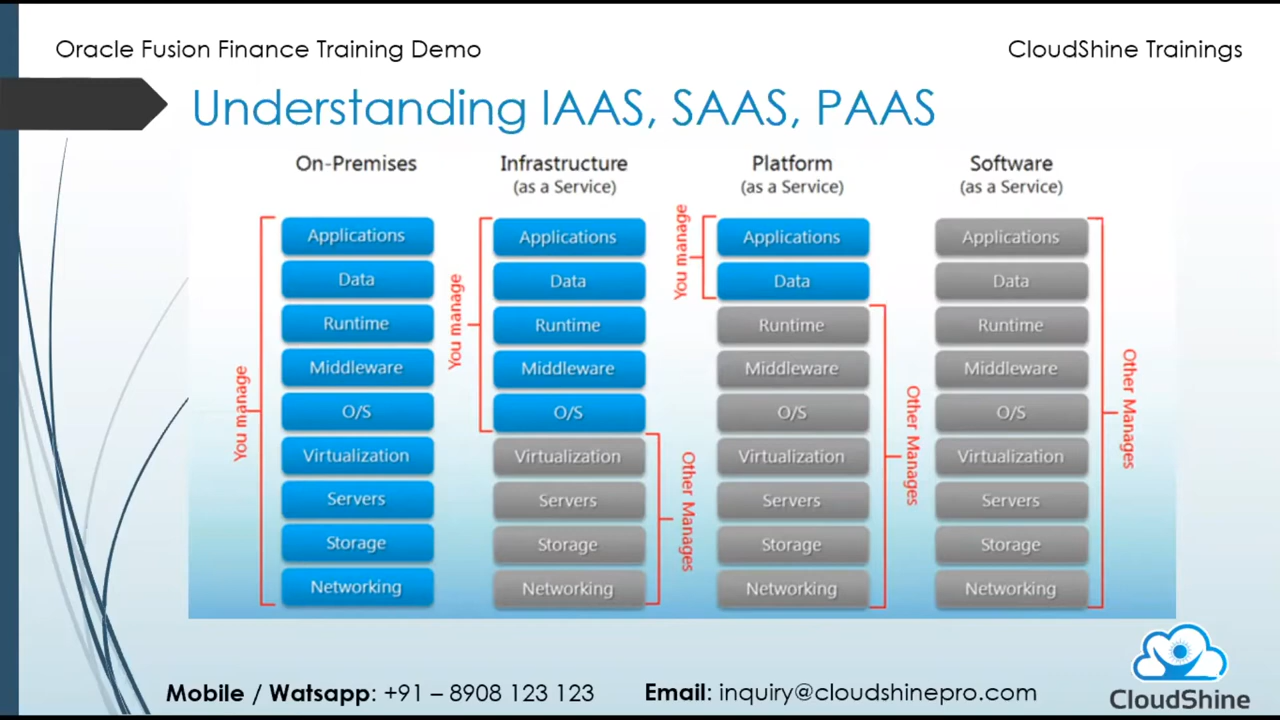 Oracle Fusion Finance Training Demo
CloudShine Trainings
Understanding IAAS, SAAS, PAAS
On-Premises
You manage
Applications
Data
Runtime
Middleware
O/S
Virtualization
Servers
Storage
Networking
Infrastructure
(as a Service)
You manage
Applications
Data
Runtime
Middleware
O/S
Virtualization
Servers
Storage
Networking
Other Manages
Platform
(as a Service)
You manage
Applications
Data
Runtime
Middleware
O/S
Virtualization
Servers
Storage
Networking
Other Manages
Software
(as a Service)
Applications
Data
Runtime
Middleware
O/S
Virtualization
Servers
Storage
Networking
Other Manages
Mobile / Watsapp: +91 – 8908 123 123
Email: inquiry@cloudshinepro.com
CloudShine